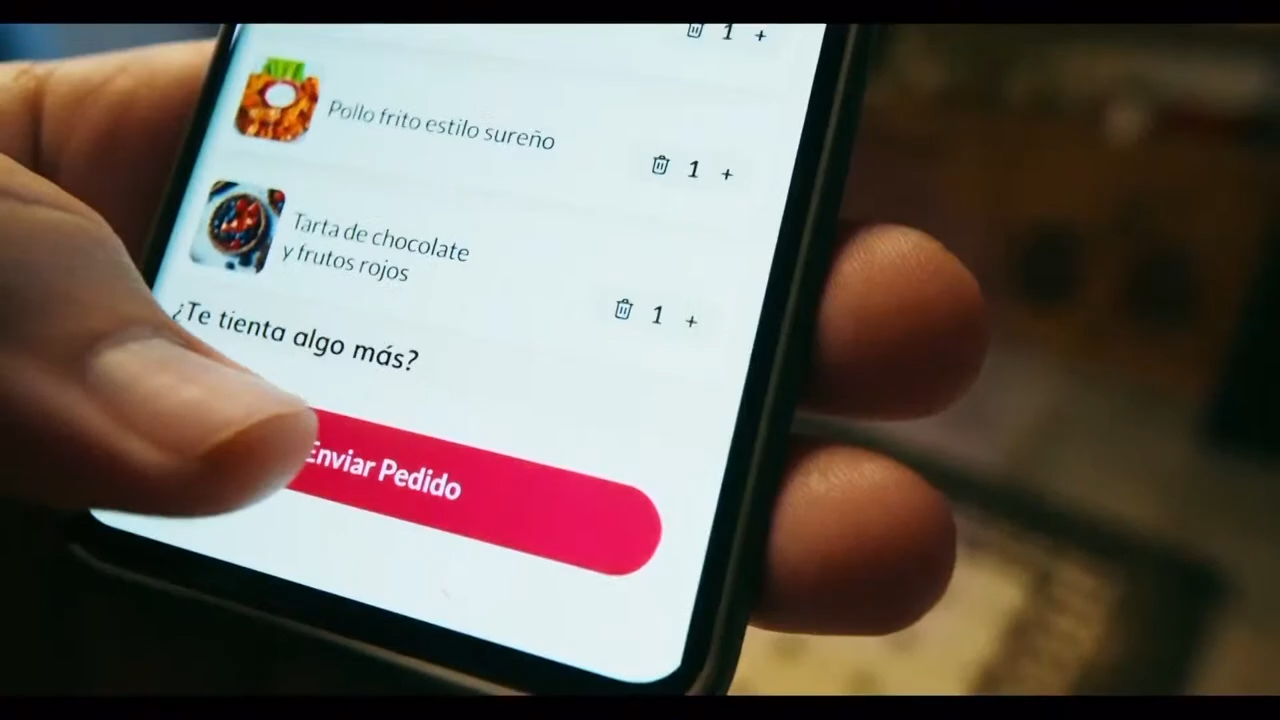 1 +
Pollo frito estilo sureño
1 +
Tarta de chocolate
y frutos rojos
1 +
¿Te tienta algo más?
Enviar Pedido